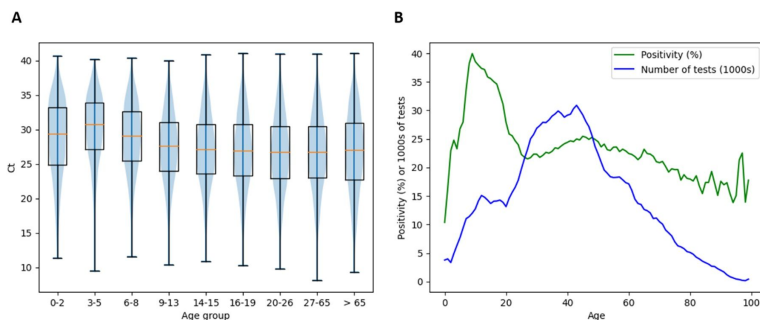 A
Ct
40
35
30
25
20
15
10
0-2 3-5 6-8 9-13 14-15 16-19 20-26 27-65 > 65
Age group
B
Positivity (%) or 1000s of tests
40
35
30
25
20
15
10
5
0
0 20 40 60 80 100
Age
Positivity (%)
Number of tests (1000s)